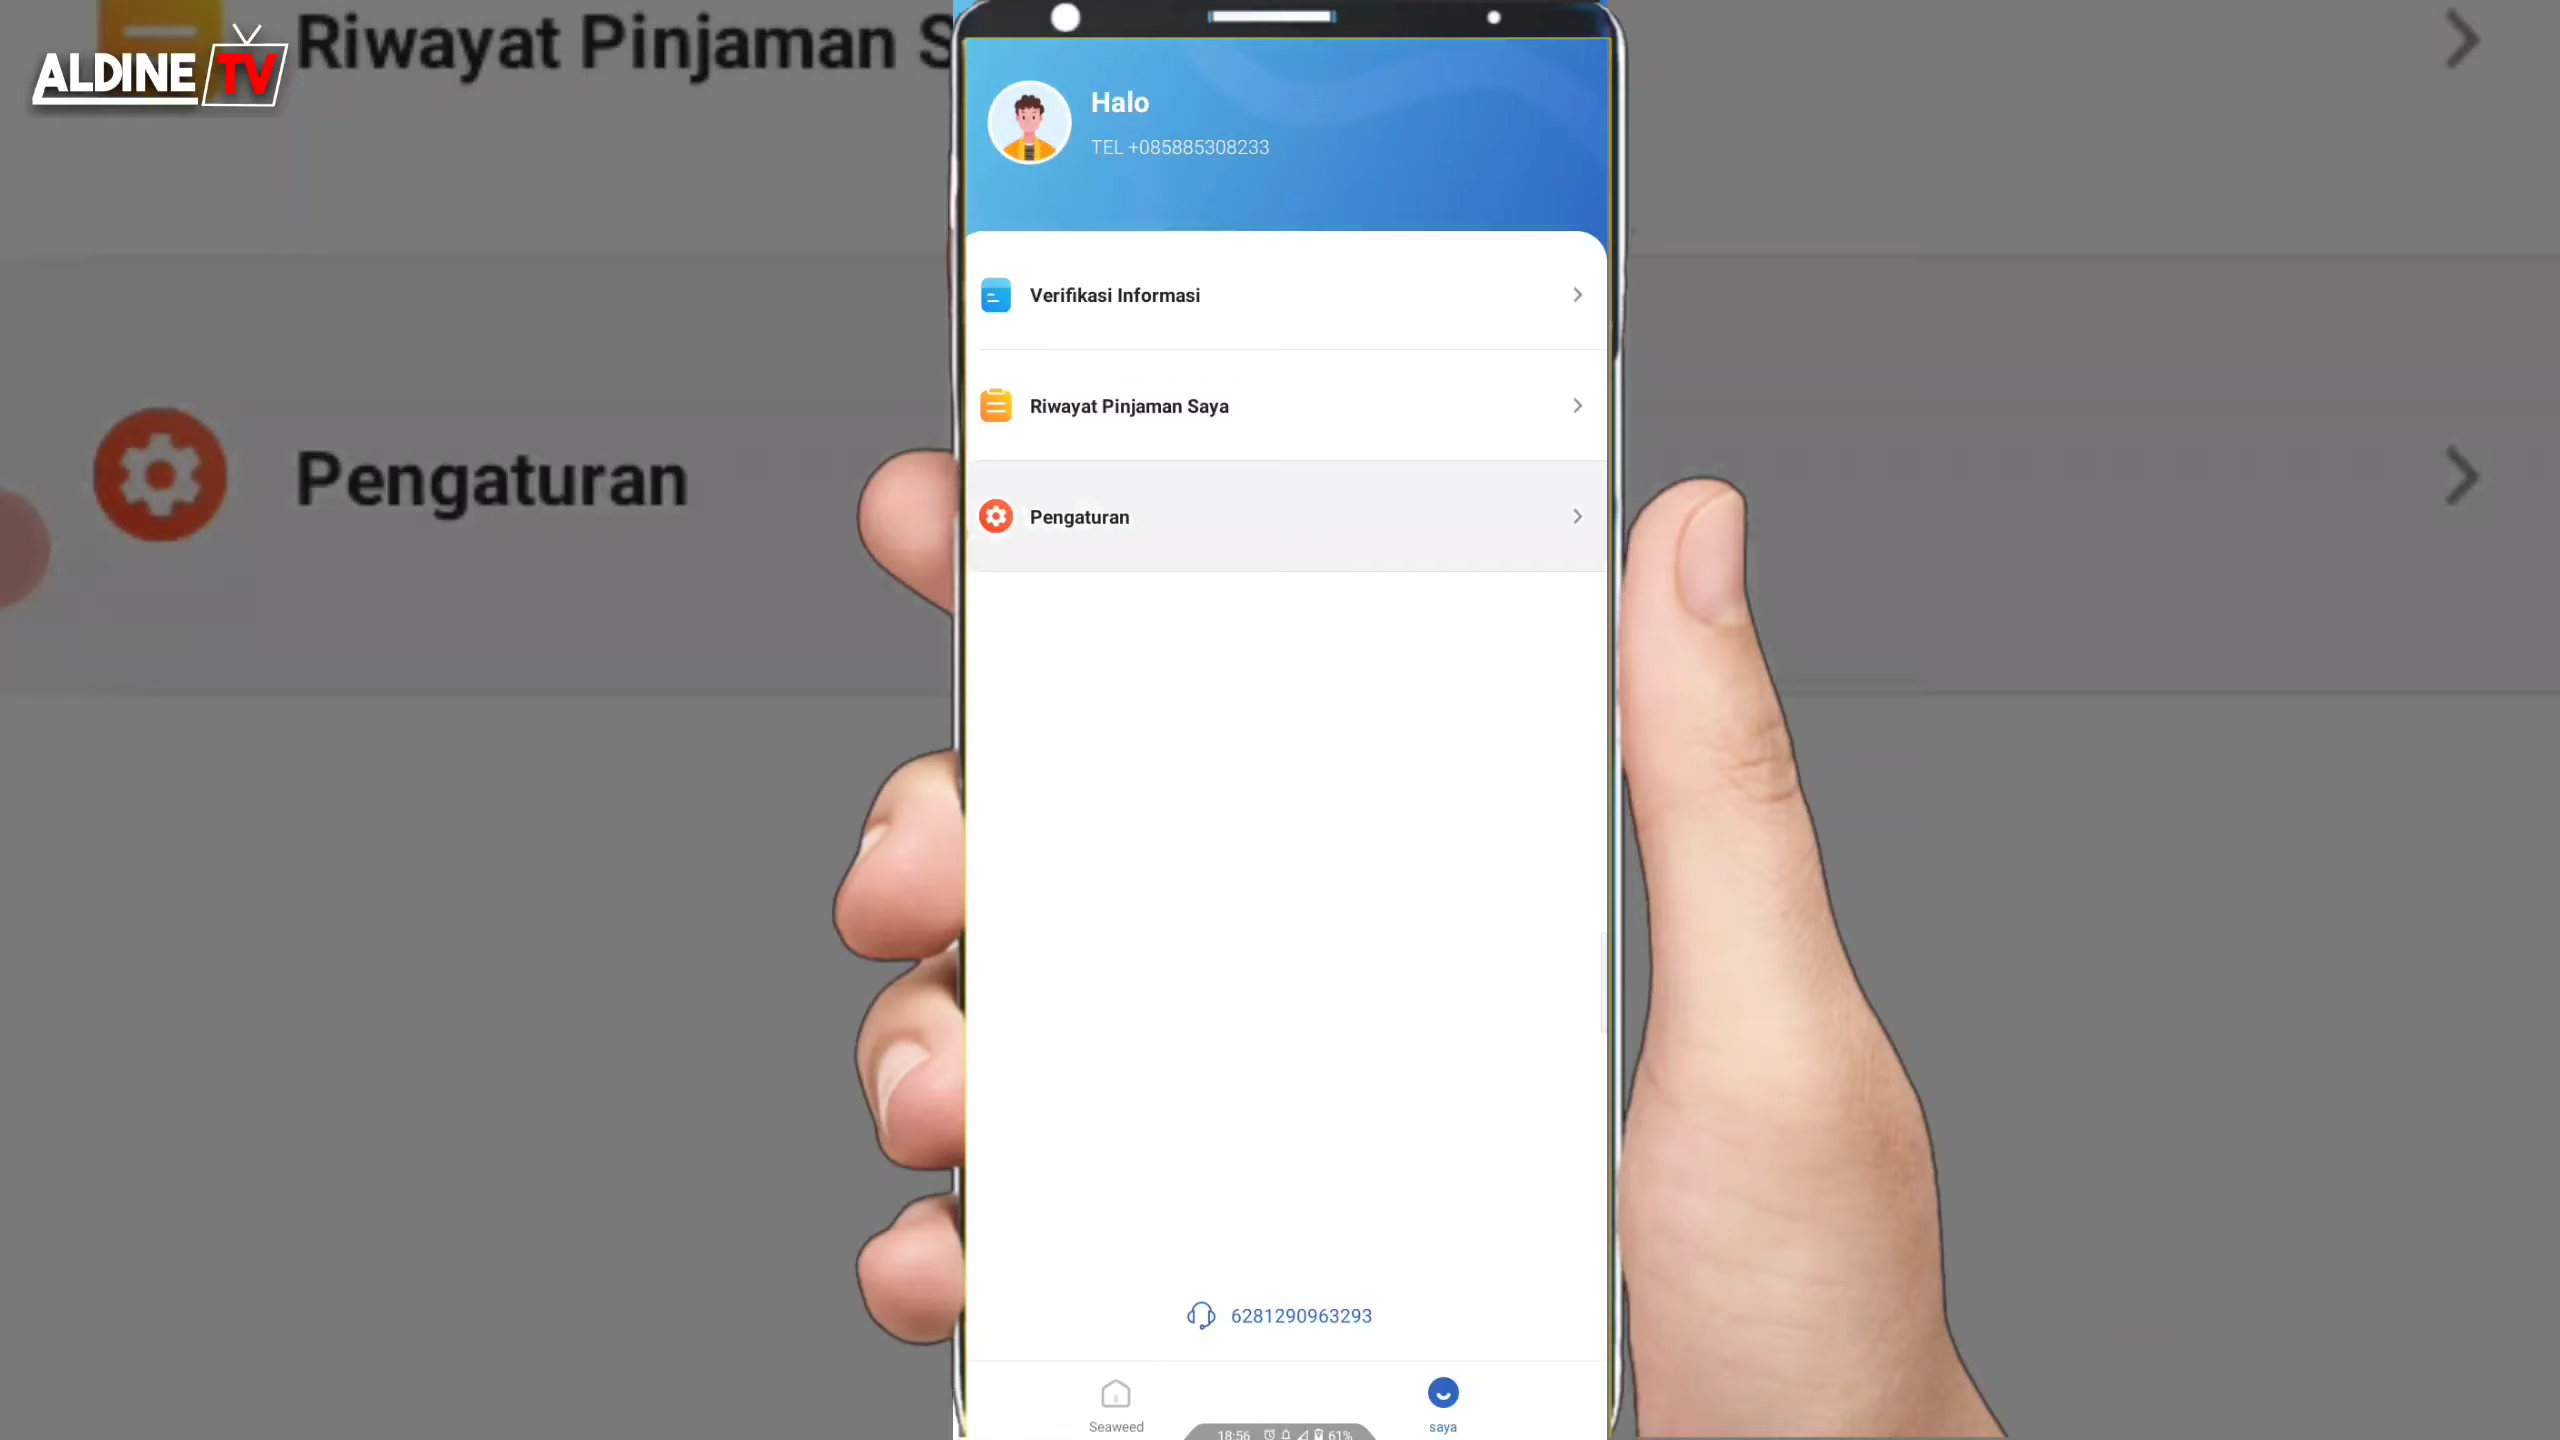 ALDINE TV
Riwayat Pinjaman S
Pengaturan
Halo
TEL +085885308233
Verifikasi Informasi
Riwayat Pinjaman Saya
Pengaturan
6281290963293
Seaweed
saya
18:56 61%